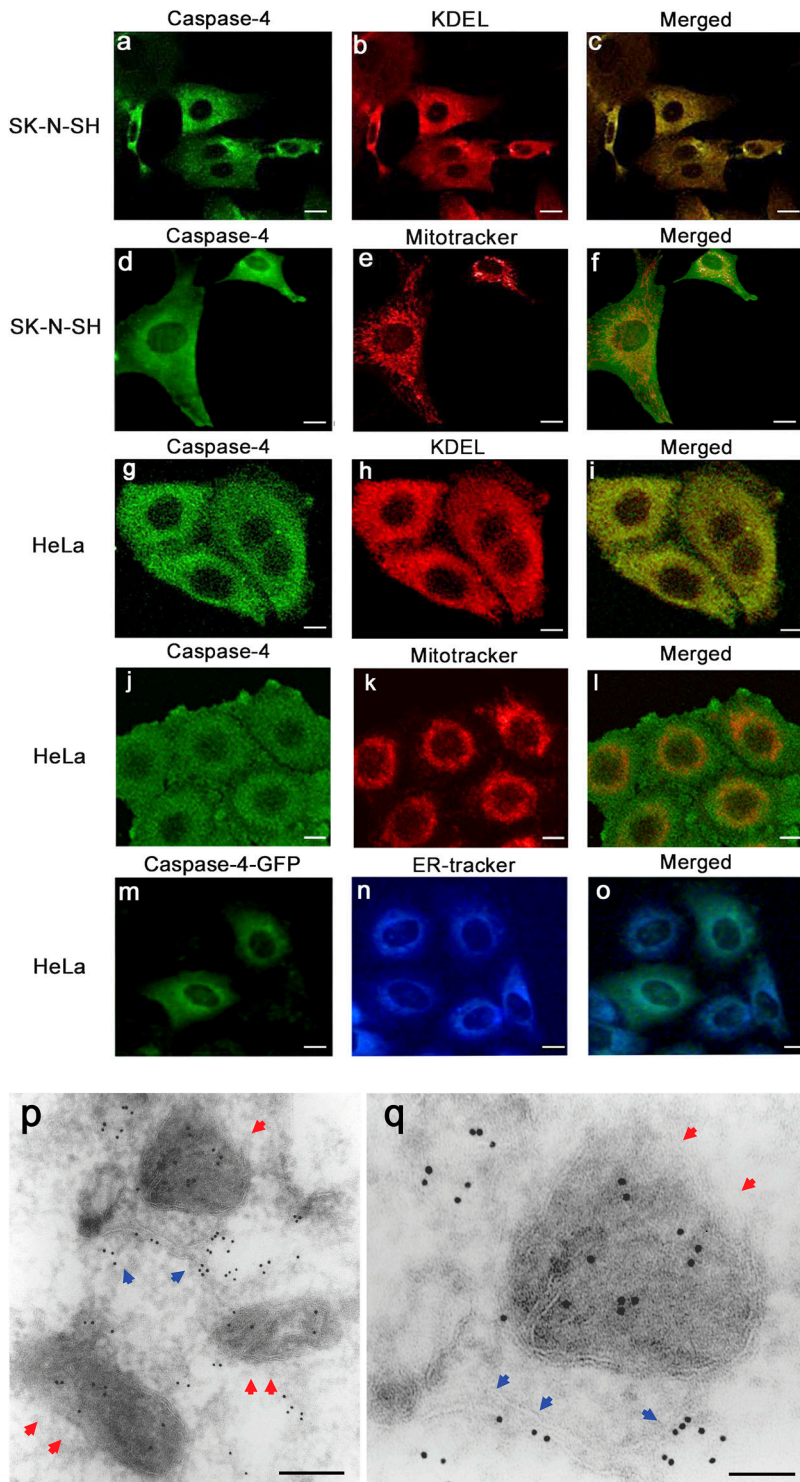 Caspase-4 KDEL Merged
a b c
SK-N-SH
Caspase-4 Mitotracker Merged
d e f
SK-N-SH
Caspase-4 KDEL Merged
g h i
HeLa
Caspase-4 Mitotracker Merged
j k l
HeLa
Caspase-4-GFP ER-tracker Merged
m n o
HeLa
p q